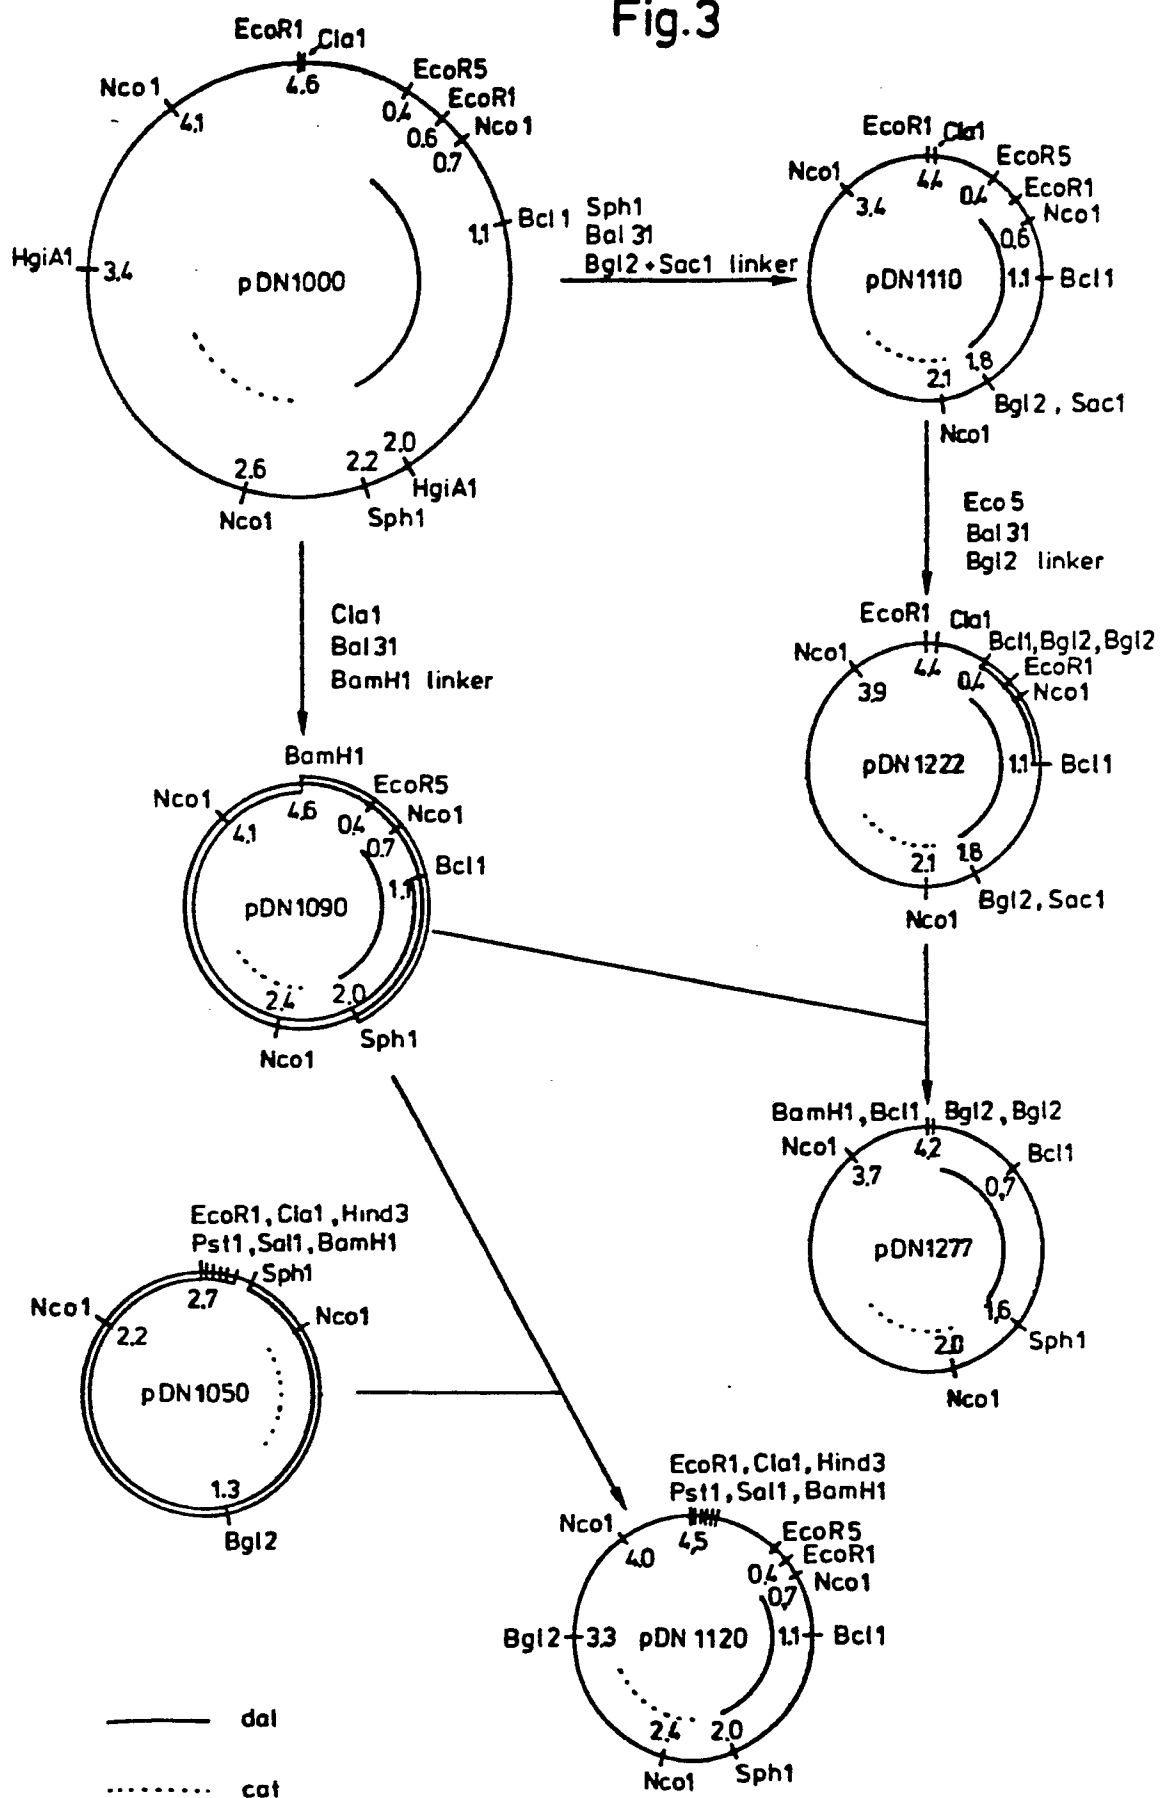 Fig.3
EcoR1 Cla1
4.6
EcoR5
0.4
EcoR1
0.6
Nco1
0.7
Nco1
4.1
Bcl1
1.1
HgiA1
3.4
pDN1000
2.0
HgiA1
2.2
Sph1
2.6
Nco1
Sph1
Bal31
Bgl2+Sac1 linker
EcoR1 Cla1
4.4
EcoR5
0.4
EcoR1
Nco1
0.6
Nco1
3.4
pDN1110
1.1
Bcl1
1.8
Bgl2, Sac1
2.1
Nco1
Eco5
Bal31
Bgl2 linker
Cla1
Bal31
BamH1 linker
EcoR1 Cla1
4.4
Bcl1,Bgl2,Bgl2
0.4
EcoR1
Nco1
Nco1
3.9
pDN1222
1.1
Bcl1
1.8
Bgl2,Sac1
2.1
Nco1
BamH1
4.6
EcoR5
0.4
Nco1
0.7
Nco1
4.1
Bcl1
1.1
pDN1090
2.0
Sph1
2.4
Nco1
BamH1,Bcl1 Bgl2,Bgl2
4.2
Nco1
3.7
Bcl1
0.7
pDN1277
1.6
Sph1
2.0
Nco1
EcoR1,Cla1,Hind3
Pst1,Sal1,BamH1
Sph1
2.7
Nco1
2.2
Nco1
pDN1050
1.3
Bgl2
EcoR1,Cla1,Hind3
Pst1,Sal1,BamH1
4,5
Nco1
4.0
EcoR5
EcoR1
0.4
Nco1
0.7
Bgl2
3.3
pDN 1120
1.1
Bcl1
2.4
2.0
Nco1
Sph1
dal
cat